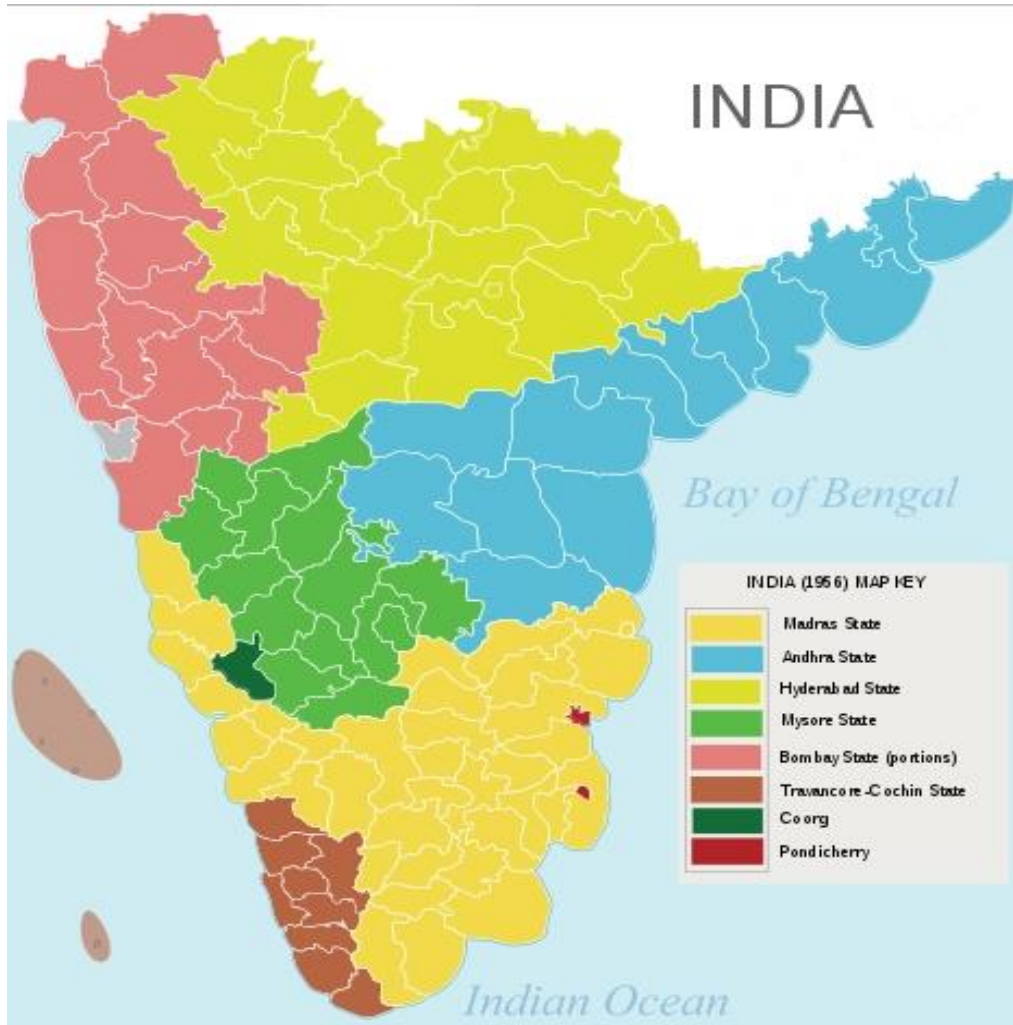 INDIA
Bay of Bengal
INDIA (1956) MAP KEY
Madras State
Andhra State
Hyderabad State
Mysore State
Bombay State (portions)
Travancore-Cochin State
Coorg
Pondicherry
Indian Ocean